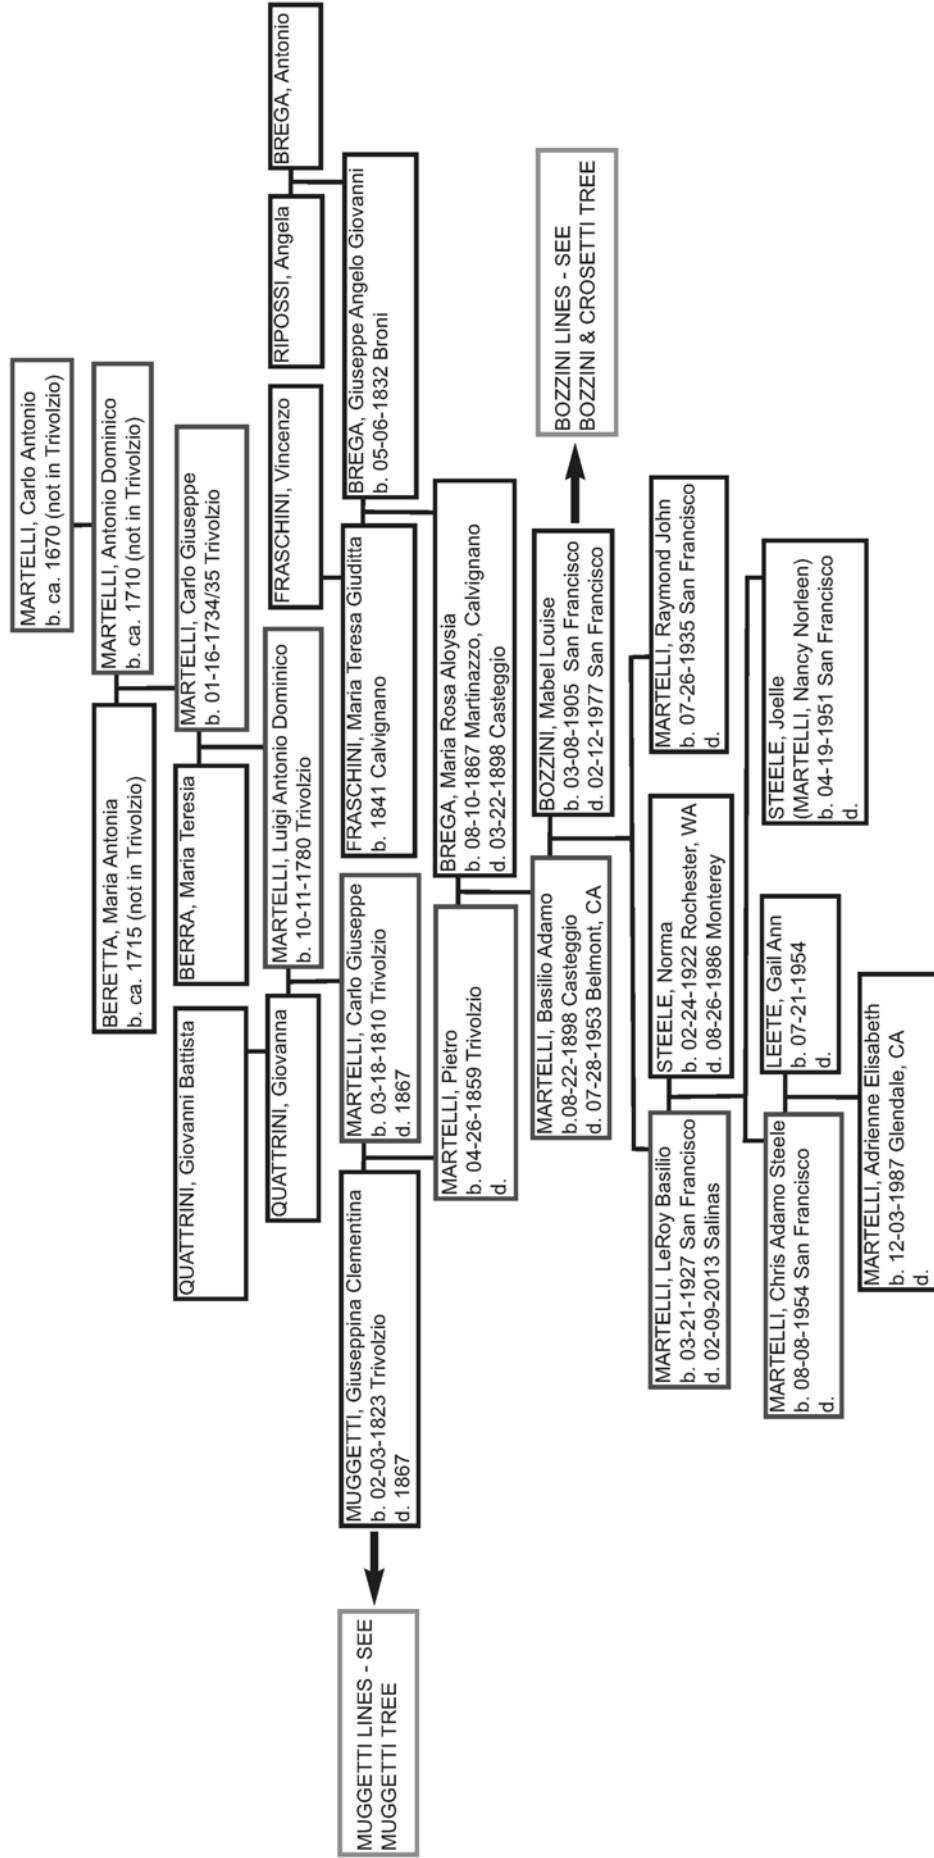 MARTELLI, Carlo Antonio
b. ca. 1670 (not in Trivolzio)
BERETTA, Maria Antonia
b. ca. 1715 (not in Trivolzio)
MARTELLI, Antonio Dominico
b. ca. 1710 (not in Trivolzio)
QUATTRINI, Giovanni Battista
BERRA, Maria Teresia
MARTELLI, Carlo Giuseppe
b. 01-16-1734/35 Trivolzio
QUATTRINI, Giovanna
MARTELLI, Luigi Antonio Dominico
b. 10-11-1780 Trivolzio
FRASCHINI, Vincenzo
RIPOSSI, Angela
BREGA, Antonio
MUGGETTI LINES - SEE
MUGGETTI TREE
MUGGETTI, Giuseppina Clementina
b. 02-03-1823 Trivolzio
d. 1867
MARTELLI, Carlo Giuseppe
b. 03-18-1810 Trivolzio
d. 1867
FRASCHINI, Maria Teresa Giuditta
b. 1841 Calvignano
BREGA, Giuseppe Angelo Giovanni
b. 05-06-1832 Broni
MARTELLI, Pietro
b. 04-26-1859 Trivolzio
d.
BREGA, Maria Rosa Aloysia
b. 08-10-1867 Martinazzo, Calvignano
d. 03-22-1898 Casteggio
MARTELLI, Basilio Adamo
b.08-22-1898 Casteggio
d. 07-28-1953 Belmont, CA
BOZZINI, Mabel Louise
b. 03-08-1905 San Francisco
d. 02-12-1977 San Francisco
BOZZINI LINES - SEE
BOZZINI & CROSETTI TREE
MARTELLI, LeRoy Basilio
b. 03-21-1927 San Francisco
d. 02-09-2013 Salinas
STEELE, Norma
b. 02-24-1922 Rochester, WA
d. 08-26-1986 Monterey
MARTELLI, Raymond John
b. 07-26-1935 San Francisco
d.
MARTELLI, Chris Adamo Steele
b. 08-08-1954 San Francisco
d.
LEETE, Gail Ann
b. 07-21-1954
d.
STEELE, Joelle
(MARTELLI, Nancy Norleen)
b. 04-19-1951 San Francisco
d.
MARTELLI, Adrienne Elisabeth
b. 12-03-1987 Glendale, CA
d.